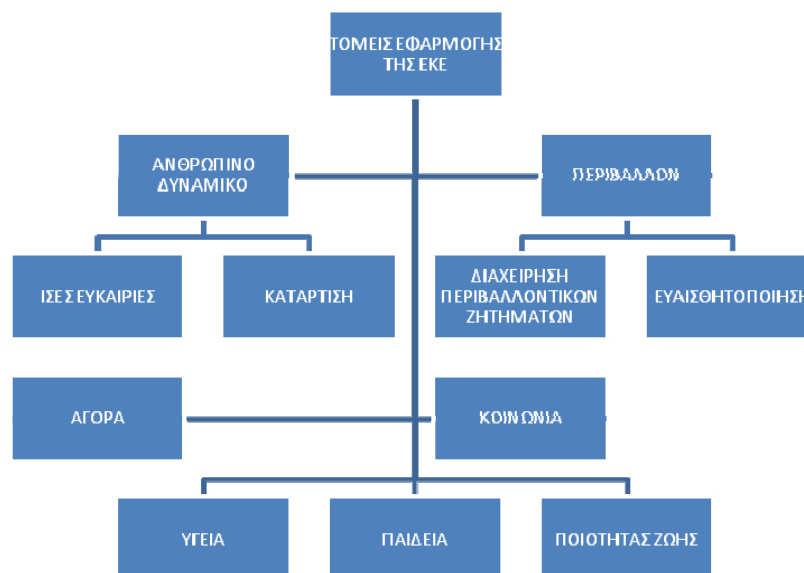 ΤΟΜΕΙΣ ΕΦΑΡΜΟΓΗΣ
ΤΗΣ ΕΚΕ
ΑΝΘΡΩΠΙΝΟ
ΔΥΝΑΜΙΚΟ
ΠΕΡΙΒΑΛΛΟΝ
ΙΣΕΣ ΕΥΚΑΙΡΙΕΣ
ΚΑΤΑΡΤΙΣΗ
ΔΙΑΧΕΙΡΗΣΗ
ΠΕΡΙΒΑΛΛΟΝΤΙΚΩΝ
ΖΗΤΗΜΑΤΩΝ
ΕΥΑΙΣΘΗΤΟΠΟΙΗΣΗ
ΑΓΟΡΑ
ΚΟΙΝΩΝΙΑ
ΥΓΕΙΑ
ΠΑΙΔΕΙΑ
ΠΟΙΟΤΗΤΑΣ ΖΩΗΣ